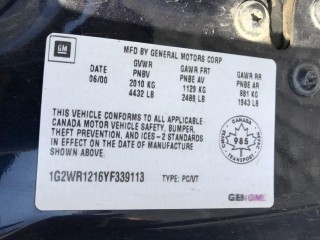 GM
MFD BY GENERAL MOTORS CORP
DATE GVWR GAWR FRT GAWR RR
PNBV PNBE AV PNBE AR
06/00 2010 KG 1129 KG 881 KG
4432 LB 2489 LB 1943 LB
THIS VEHICLE CONFORMS TO ALL APPLICABLE
CANADA MOTOR VEHICLE SAFETY, BUMPER,
THEFT PREVENTION, AND ICES-2 STANDARDS
IN EFFECT ON THE DATE OF MANUFACTURE
SHOWN ABOVE
CANADA
985
TRANSPORT
1G2WR1216YF339113 TYPE: PC/VT